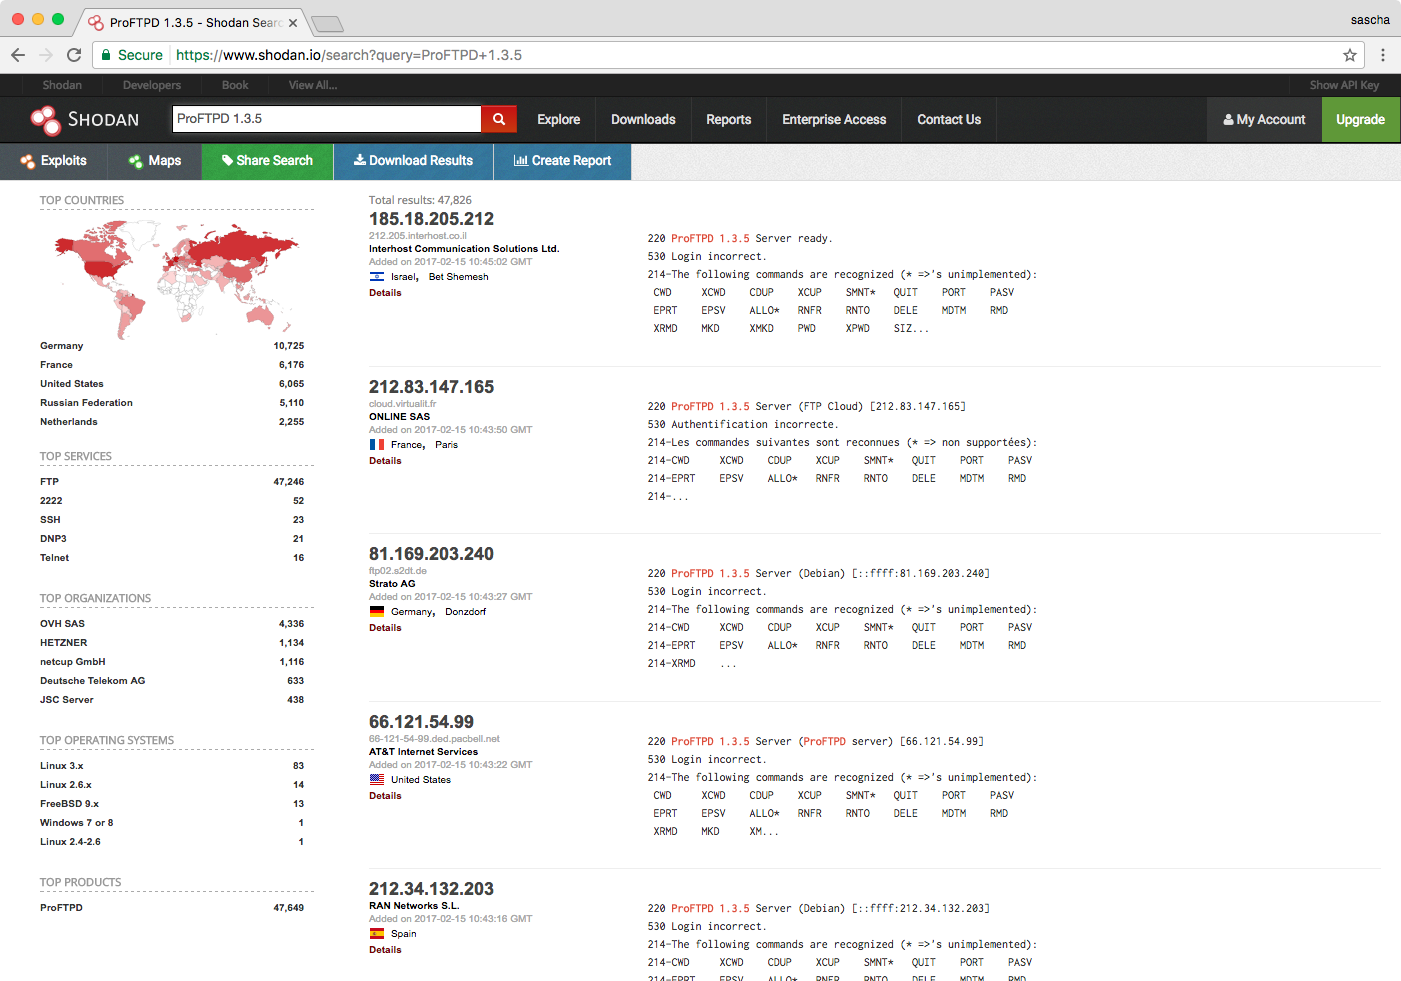 ProFTPD 1.3.5 - Shodan Sear
sascha
Secure https://www.shodan.io/search?query=ProFTPD+1.3.5
Shodan Developers Book View All... Show API Key
SHODAN ProFTPD 1.3.5 Explore Downloads Reports Enterprise Access Contact Us My Account Upgrade
Exploits Maps Share Search Download Results Create Report
TOP COUNTRIES
Germany 10,725
France 6,176
United States 6,065
Russian Federation 5,110
Netherlands 2,255
TOP SERVICES
FTP 47,246
2222 52
SSH 23
DNP3 21
Telnet 16
TOP ORGANIZATIONS
OVH SAS 4,336
HETZNER 1,134
netcup GmbH 1,116
Deutsche Telekom AG 633
JSC Server 438
TOP OPERATING SYSTEMS
Linux 3.x 83
Linux 2.6.x 14
FreeBSD 9.x 13
Windows 7 or 8 1
Linux 2.4-2.6 1
TOP PRODUCTS
ProFTPD 47,649
Total results: 47,826
185.18.205.212
212.205.interhost.co.il
Interhost Communication Solutions Ltd.
Added on 2017-02-15 10:45:02 GMT
Israel, Bet Shemesh
Details
220 ProFTPD 1.3.5 Server ready.
530 Login incorrect.
214-The following commands are recognized (* =>'s unimplemented):
CWD XCWD CDUP XCUP SMNT* QUIT PORT PASV
EPRT EPSV ALLO* RNFR RNTO DELE MDTM RMD
XRMD MKD XMKD PWD XPWD SIZ...
212.83.147.165
cloud.virtualit.fr
ONLINE SAS
Added on 2017-02-15 10:43:50 GMT
France, Paris
Details
220 ProFTPD 1.3.5 Server (FTP Cloud) [212.83.147.165]
530 Authentification incorrecte.
214-Les commandes suivantes sont reconnues (* => non supportées):
214-CWD XCWD CDUP XCUP SMNT* QUIT PORT PASV
214-EPRT EPSV ALLO* RNFR RNTO DELE MDTM RMD
214-...
81.169.203.240
ftp02.s2dt.de
Strato AG
Added on 2017-02-15 10:43:27 GMT
Germany, Donzdorf
Details
220 ProFTPD 1.3.5 Server (Debian) [::ffff:81.169.203.240]
530 Login incorrect.
214-The following commands are recognized (* =>'s unimplemented):
214-CWD XCWD CDUP XCUP SMNT* QUIT PORT PASV
214-EPRT EPSV ALLO* RNFR RNTO DELE MDTM RMD
214-XRMD ...
66.121.54.99
66-121-54-99.ded.pacbell.net
AT&T Internet Services
Added on 2017-02-15 10:43:22 GMT
United States
Details
220 ProFTPD 1.3.5 Server (ProFTPD server) [66.121.54.99]
530 Login incorrect.
214-The following commands are recognized (* =>'s unimplemented):
CWD XCWD CDUP XCUP SMNT* QUIT PORT PASV
EPRT EPSV ALLO* RNFR RNTO DELE MDTM RMD
XRMD MKD XM...
212.34.132.203
RAN Networks S.L.
Added on 2017-02-15 10:43:16 GMT
Spain
Details
220 ProFTPD 1.3.5 Server (Debian) [::ffff:212.34.132.203]
530 Login incorrect.
214-The following commands are recognized (* =>'s unimplemented):
214-CWD XCWD CDUP XCUP SMNT* QUIT PORT PASV
214-EPRT EPSV ALLO* RNFR RNTO DELE MDTM RMD